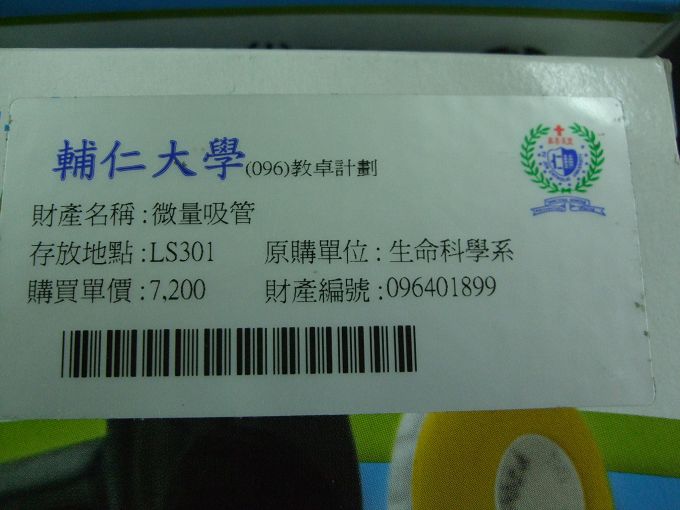 輔仁大學(096)教卓計劃
財產名稱:微量吸管
存放地點:LS301 原購單位:生命科學系
購買單價:7,200 財產編號:096401899